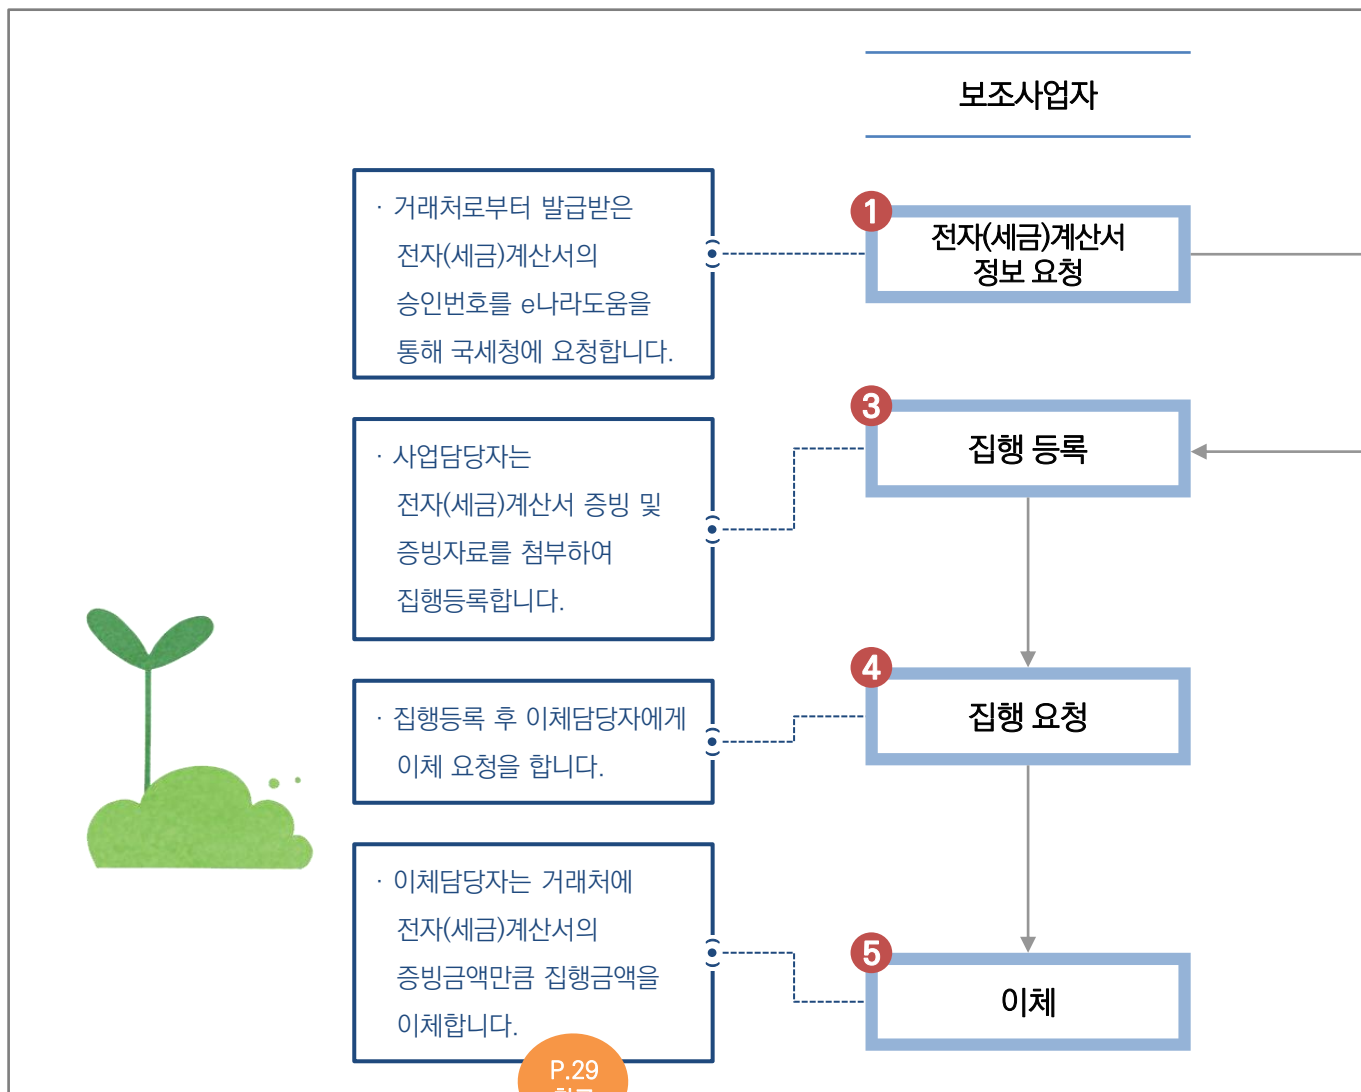 보조사업자
· 거래처로부터 발급받은
전자(세금)계산서의
승인번호를 e나라도움을
통해 국세청에 요청합니다.
1
전자(세금)계산서
정보 요청
· 사업담당자는
전자(세금)계산서 증빙 및
증빙자료를 첨부하여
집행등록합니다.
3
집행 등록
· 집행등록 후 이체담당자에게
이체 요청을 합니다.
4
집행 요청
· 이체담당자는 거래처에
전자(세금)계산서의
증빙금액만큼 집행금액을
이체합니다.
5
이체
P.29